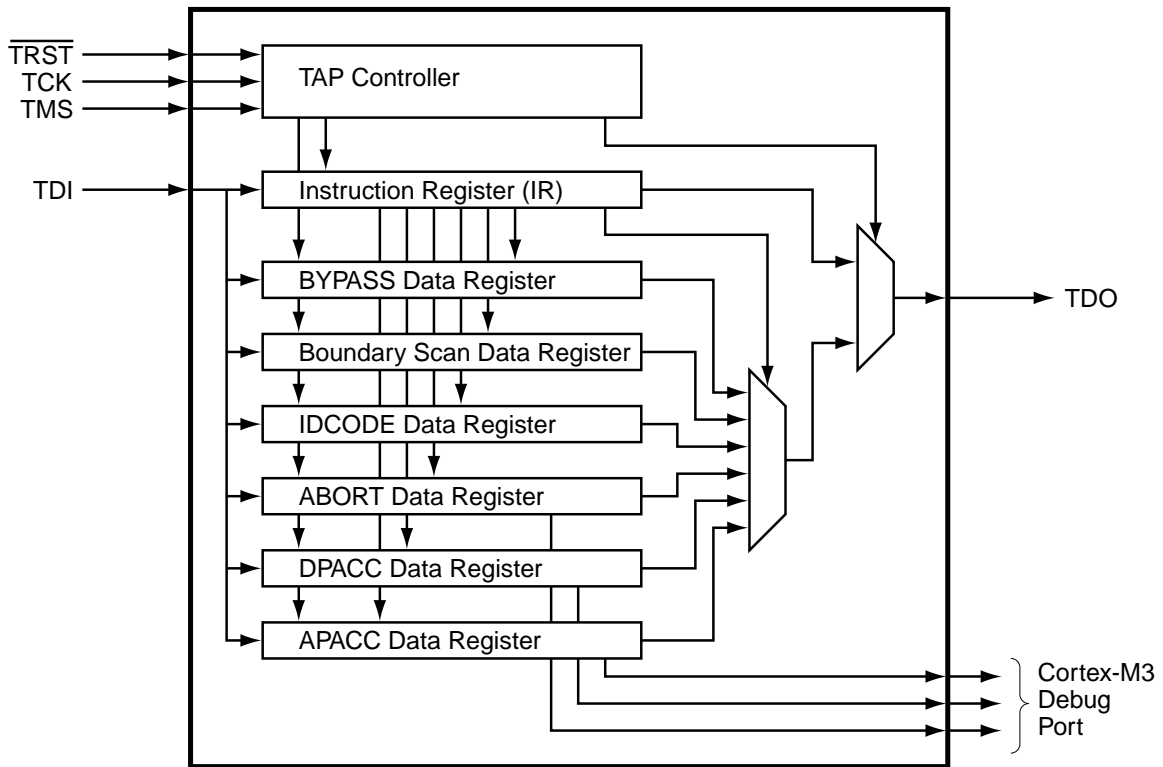 TRST
TCK
TMS
TDI
TAP Controller
Instruction Register (IR)
BYPASS Data Register
Boundary Scan Data Register
IDCODE Data Register
ABORT Data Register
DPACC Data Register
APACC Data Register
TDO
Cortex-M3
Debug
Port